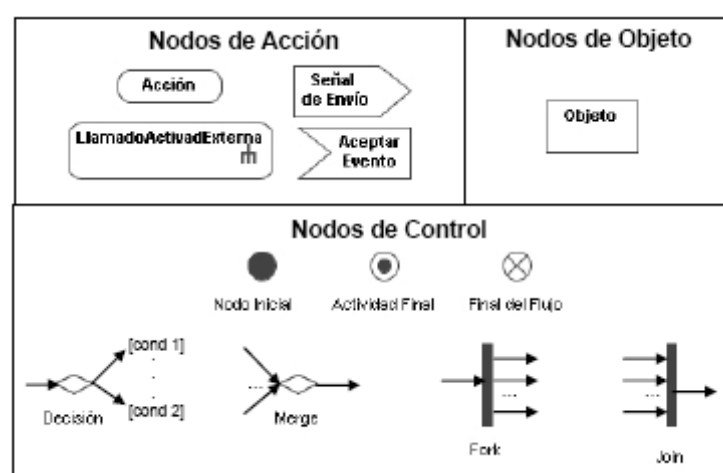 Nodos de Acción
Nodos de Objeto
Acción
Señal
de Envío
Objeto
LlamadoActivadExterna
Aceptar
Evento
Nodos de Control
Nodo Inicial
Actividad Final
Final del Flujo
[cond 1]
.
.
.
[cond 2]
...
...
...
Decisión
Merge
Fork
Join